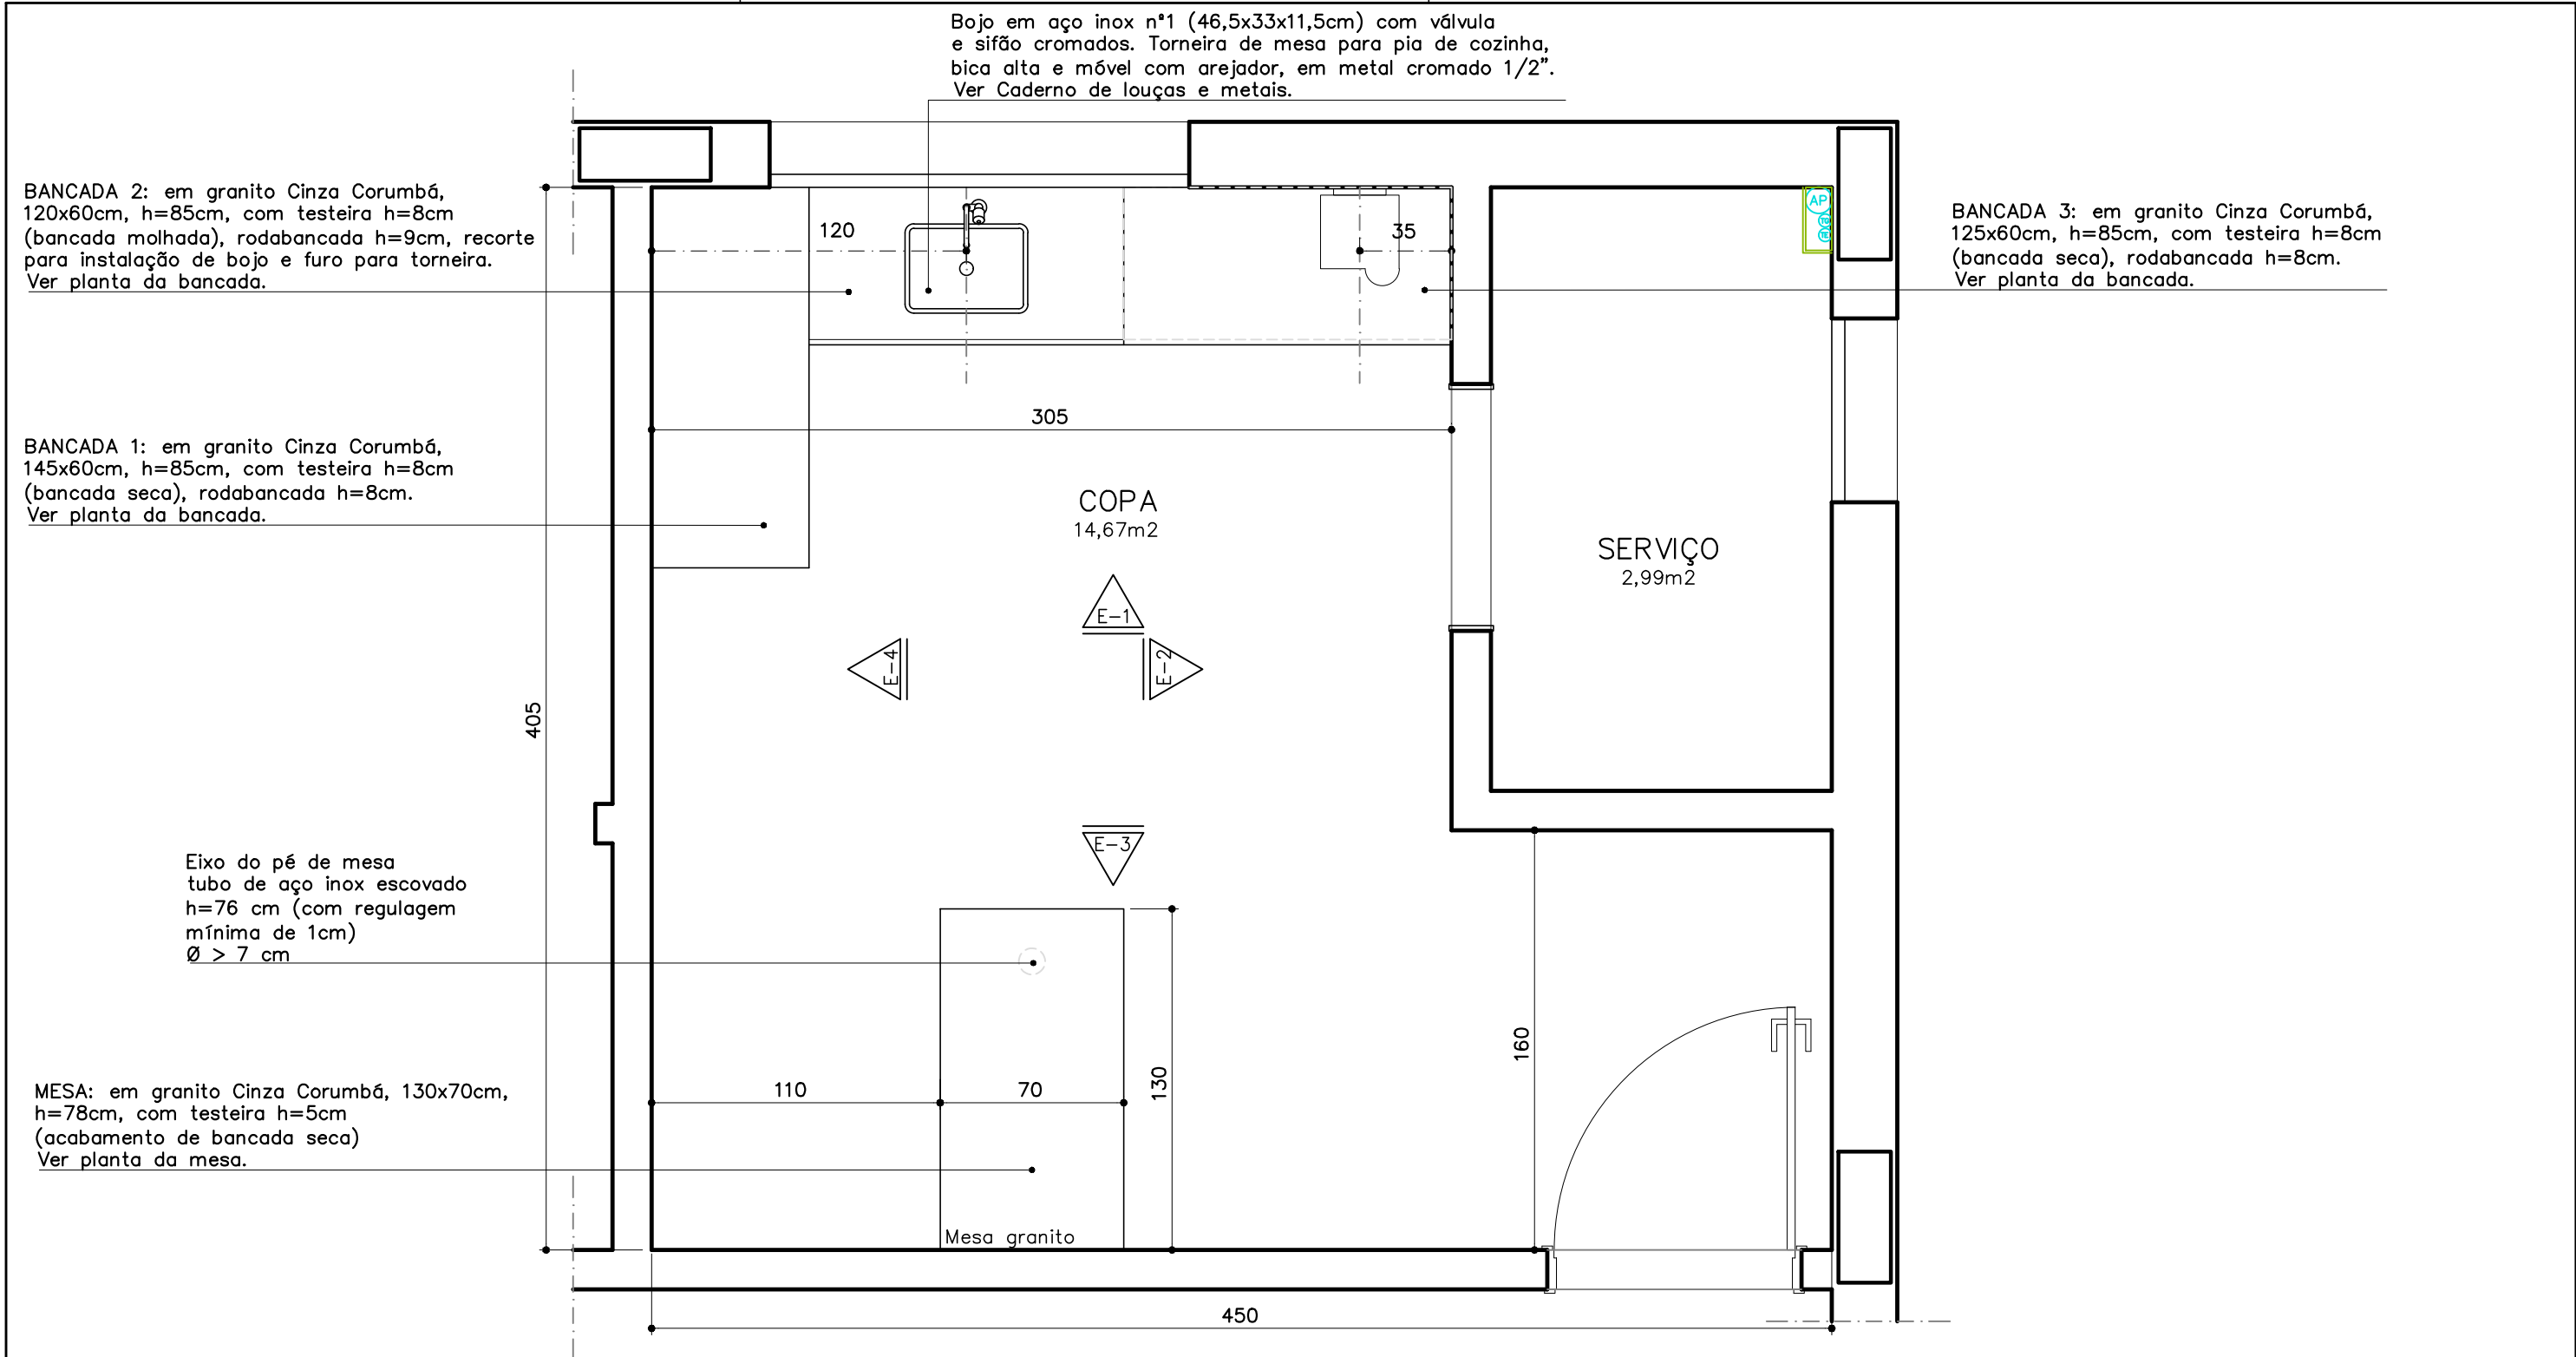 Bojo em aço inox nº1 (46,5x33x11,5cm) com válvula
e sifão cromados. Torneira de mesa para pia de cozinha,
bica alta e móvel com arejador, em metal cromado 1/2".
Ver Caderno de louças e metais.
BANCADA 2: em granito Cinza Corumbá,
120x60cm, h=85cm, com testeira h=8cm
(bancada molhada), rodabancada h=9cm, recorte
para instalação de bojo e furo para torneira.
Ver planta da bancada.
120
35
AP
BANCADA 3: em granito Cinza Corumbá,
125x60cm, h=85cm, com testeira h=8cm
(bancada seca), rodabancada h=8cm.
Ver planta da bancada.
305
BANCADA 1: em granito Cinza Corumbá,
145x60cm, h=85cm, com testeira h=8cm
(bancada seca), rodabancada h=8cm.
Ver planta da bancada.
COPA
14,67m2
SERVIÇO
2,99m2
E-1
E-4
E-2
E-3
405
Eixo do pé de mesa
tubo de aço inox escovado
h=76 cm (com regulagem
mínima de 1cm)
Ø > 7 cm
160
130
110
70
MESA: em granito Cinza Corumbá, 130x70cm,
h=78cm, com testeira h=5cm
(acabamento de bancada seca)
Ver planta da mesa.
Mesa granito
450